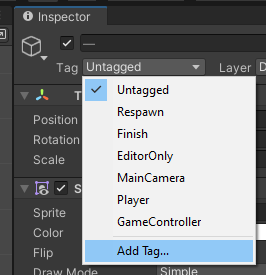 Inspector
—
Tag Untagged Layer D
Untagged
Respawn
Finish
EditorOnly
MainCamera
Player
GameController
Add Tag...
T
Position
Rotation
Scale
S
Sprite
Color
Flip
Draw Mode Simple